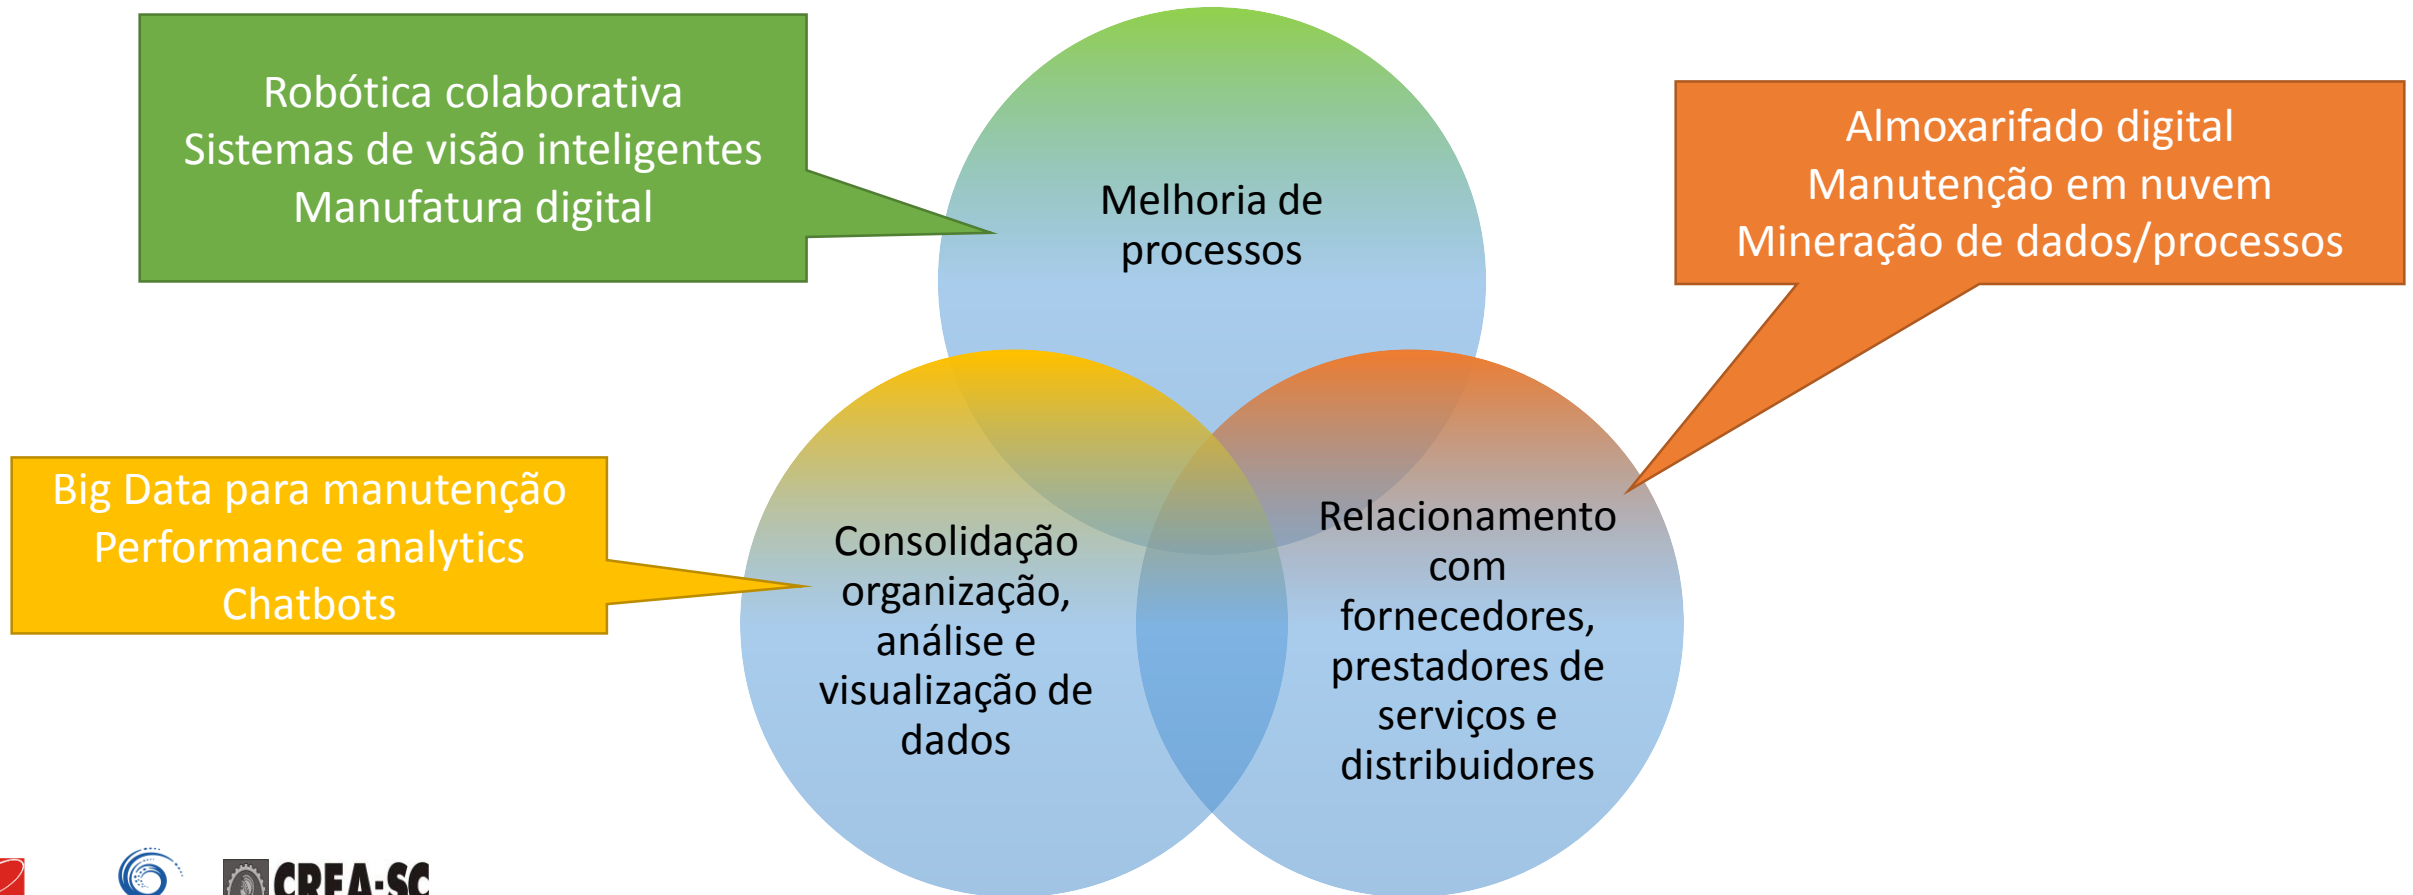 Robótica colaborativa
Sistemas de visão inteligentes
Manufatura digital
Melhoria de
processos
Almoxarifado digital
Manutenção em nuvem
Mineração de dados/processos
Big Data para manutenção
Performance analytics
Chatbots
Consolidação
organização,
análise e
visualização de
dados
Relacionamento
com
fornecedores,
prestadores de
serviços e
distribuidores
CREA-SC